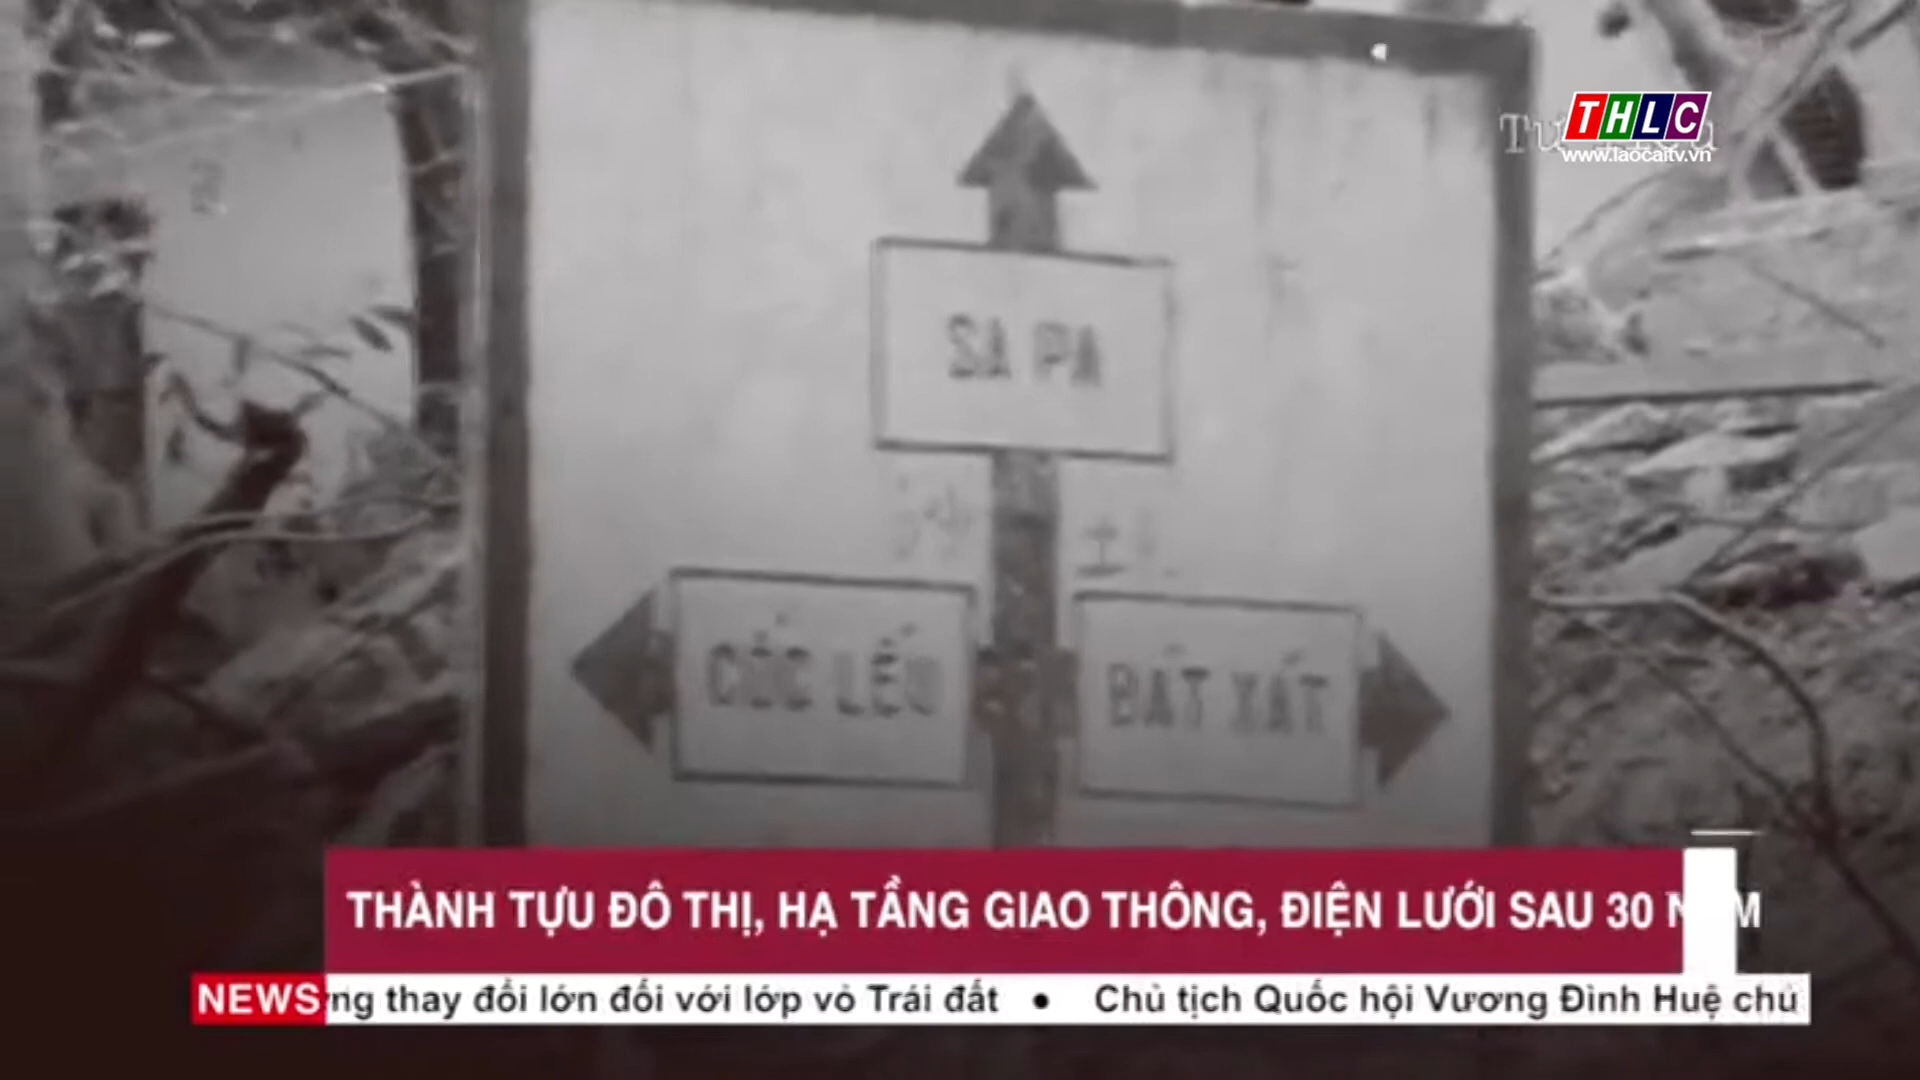 THLC
www.laocaitv.vn
SA PA
CỐC LẾU
BÁT XÁT
THÀNH TỰU ĐÔ THỊ, HẠ TẦNG GIAO THÔNG, ĐIỆN LƯỚI SAU 30
NEWS thay đổi lớn đối với lớp vỏ Trái đất • Chủ tịch Quốc hội Vương Đình Huệ chủ